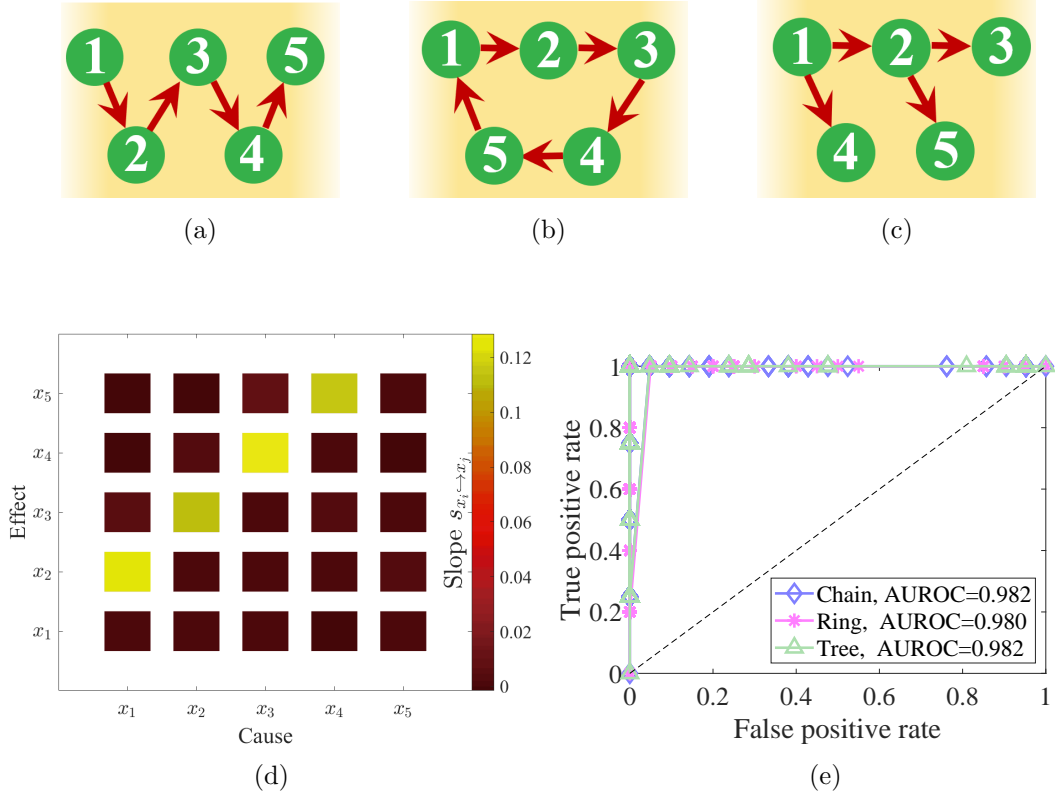 1 3 5
2 4
(a)
1 2 3
5 4
(b)
1 2 3
4 5
(c)
x₅
x₄
x₃
x₂
x₁
Effect
x₁ x₂ x₃ x₄ x₅
Cause
0.12
0.1
0.08
0.06
0.04
0.02
0
Slope s_{x_i↪x_j}
(d)
1
0.8
0.6
0.4
0.2
0
True positive rate
Chain, AUROC=0.982
Ring, AUROC=0.980
Tree, AUROC=0.982
0 0.2 0.4 0.6 0.8 1
False positive rate
(e)